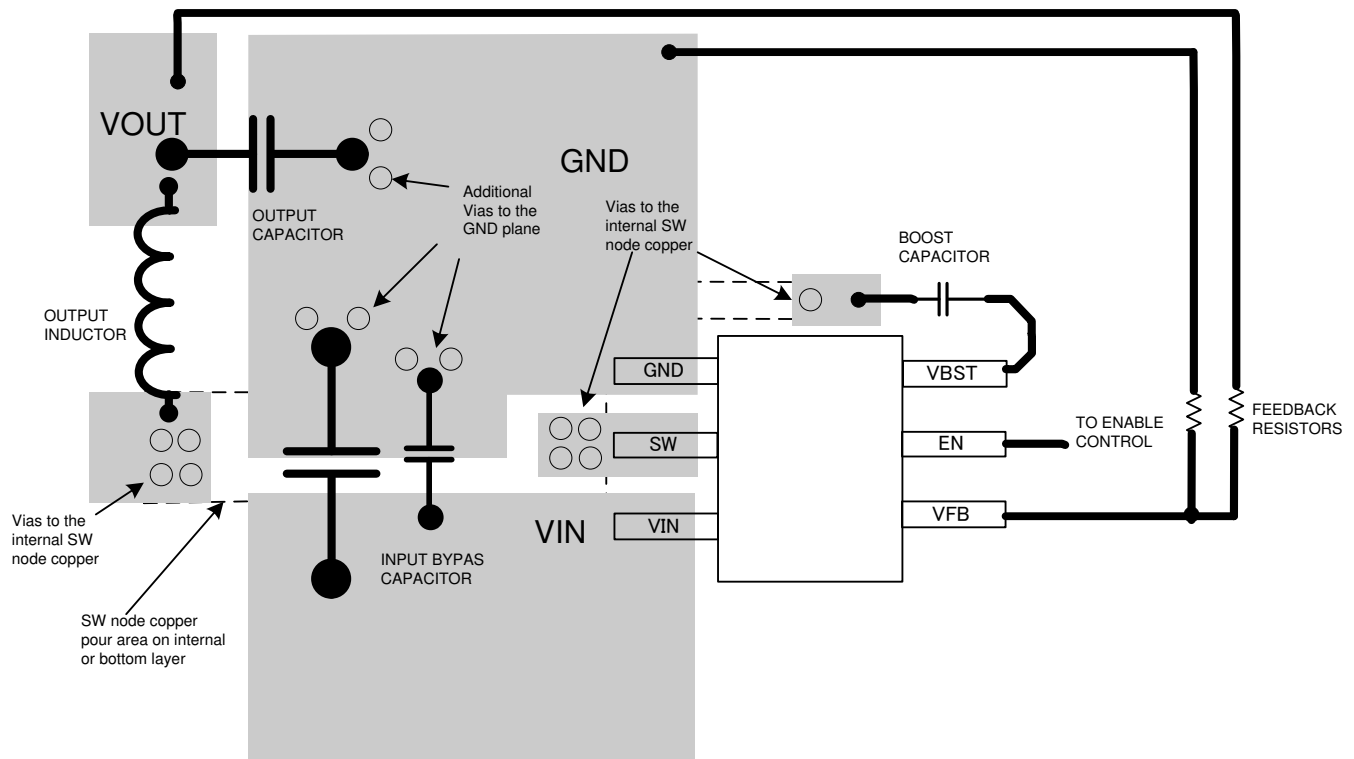 VOUT
GND
OUTPUT
CAPACITOR
Additional
Vias to the
GND plane
Vias to the
internal SW
node copper
BOOST
CAPACITOR
OUTPUT
INDUCTOR
GND
VBST
SW
EN
TO ENABLE
CONTROL
FEEDBACK
RESISTORS
VIN
VIN
VFB
Vias to the
internal SW
node copper
INPUT BYPAS
CAPACITOR
SW node copper
pour area on internal
or bottom layer